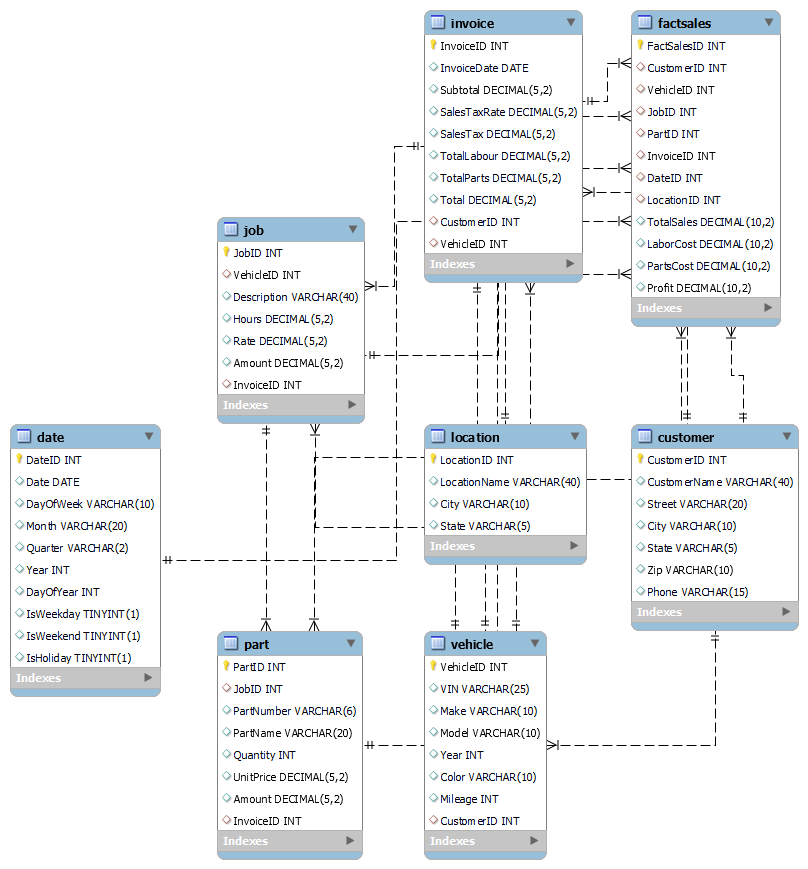 invoice
InvoiceID INT
InvoiceDate DATE
Subtotal DECIMAL(5,2)
SalesTaxRate DECIMAL(5,2)
SalesTax DECIMAL(5,2)
TotalLabour DECIMAL(5,2)
TotalParts DECIMAL(5,2)
Total DECIMAL(5,2)
CustomerID INT
VehicleID INT
Indexes
factsales
FactSalesID INT
CustomerID INT
VehicleID INT
JobID INT
PartID INT
InvoiceID INT
DateID INT
LocationID INT
TotalSales DECIMAL(10,2)
LaborCost DECIMAL(10,2)
PartsCost DECIMAL(10,2)
Profit DECIMAL(10,2)
Indexes
job
JobID INT
VehicleID INT
Description VARCHAR(40)
Hours DECIMAL(5,2)
Rate DECIMAL(5,2)
Amount DECIMAL(5,2)
InvoiceID INT
Indexes
date
DateID INT
Date DATE
DayOfWeek VARCHAR(10)
Month VARCHAR(20)
Quarter VARCHAR(2)
Year INT
DayOfYear INT
IsWeekday TINYINT(1)
IsWeekend TINYINT(1)
IsHoliday TINYINT(1)
Indexes
location
LocationID INT
LocationName VARCHAR(40)
City VARCHAR(10)
State VARCHAR(5)
Indexes
customer
CustomerID INT
CustomerName VARCHAR(40)
Street VARCHAR(20)
City VARCHAR(10)
State VARCHAR(5)
Zip VARCHAR(10)
Phone VARCHAR(15)
Indexes
part
PartID INT
JobID INT
PartNumber VARCHAR(6)
PartName VARCHAR(20)
Quantity INT
UnitPrice DECIMAL(5,2)
Amount DECIMAL(5,2)
InvoiceID INT
Indexes
vehicle
VehicleID INT
VIN VARCHAR(25)
Make VARCHAR(10)
Model VARCHAR(10)
Year INT
Color VARCHAR(10)
Mileage INT
CustomerID INT
Indexes